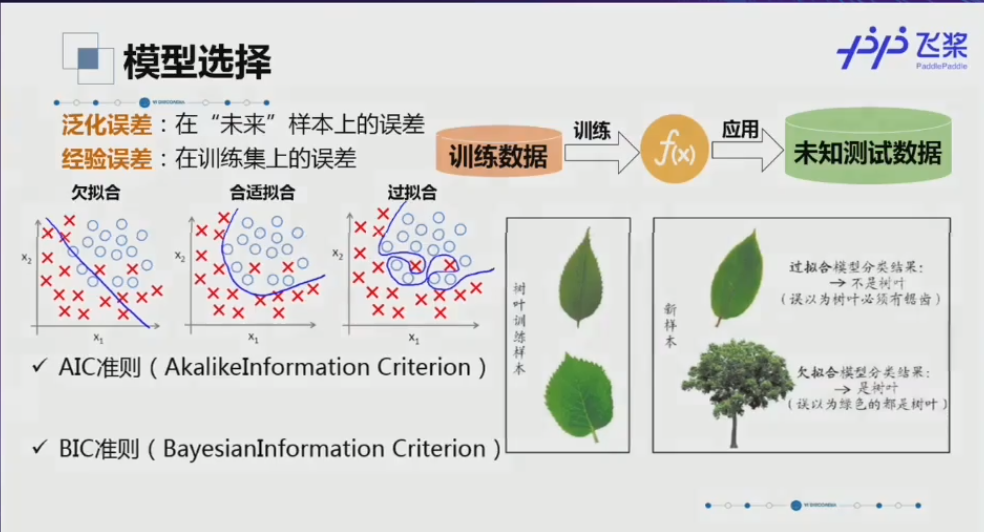 模型选择
飞桨
PaddlePaddle
泛化误差：在“未来”样本上的误差
经验误差：在训练集上的误差
训练数据
训练
f(x)
应用
未知测试数据
欠拟合
合适拟合
过拟合
x2
x1
x2
x1
x2
x1
树叶训练样本
新样本
过拟合模型分类结果：
→ 不是树叶
（误以为树叶必须有锯齿）
欠拟合模型分类结果：
→ 是树叶
（误以为绿色的都是树叶）
✓ AIC准则（AkalikeInformation Criterion）
✓ BIC准则（BayesianInformation Criterion）